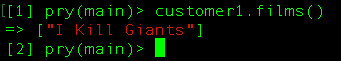 [[1] pry(main)> customer1.films()
=> ["I Kill Giants"]
[2] pry(main)>